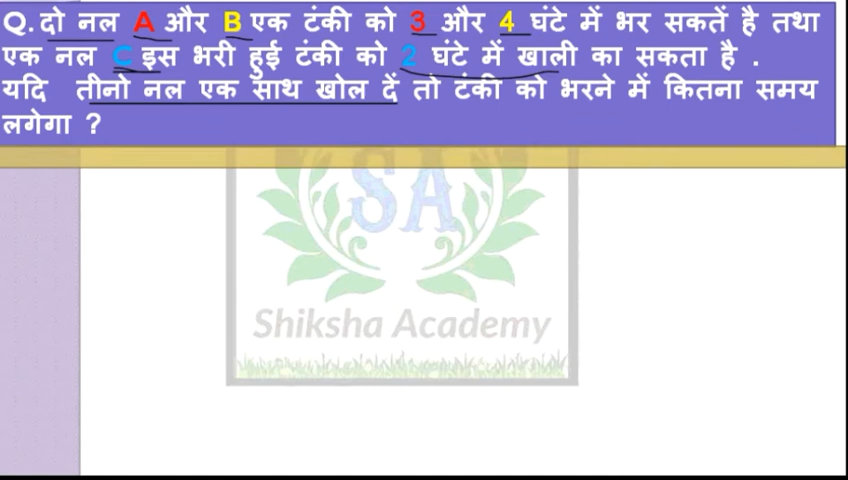 Q. दो नल A और B एक टंकी को 3 और 4 घंटे में भर सकतें है तथा
एक नल C इस भरी हुई टंकी को 2 घंटे में खाली का सकता है .
यदि तीनो नल एक साथ खोल दें तो टंकी को भरने में कितना समय
लगेगा ?
SA
Shiksha Academy